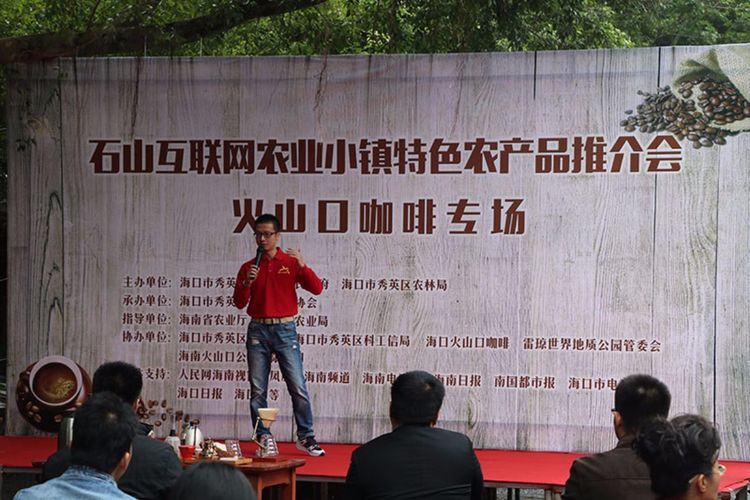 石山互联网农业小镇特色农产品推介会
火山口咖啡专场
主办单位：海口市秀英 府 海口市秀英区农林局
承办单位：海口市秀英 协会
指导单位：海南省农业厅 农业局
协办单位：海口市秀英区 海口市秀英区科工信局 海口火山口咖啡 雷琼世界地质公园管委会
海南火山口公
支持：人民网海南视 凤 海南频道 海南电 海南日报 南国都市报 海口市电
海口日报 海口 等